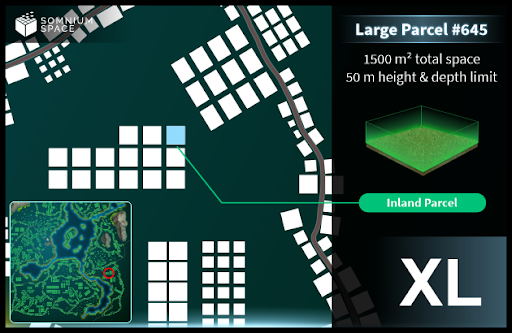 SOMNIUM
SPACE
Large Parcel #645
1500 m² total space
50 m height & depth limit
Inland Parcel
XL